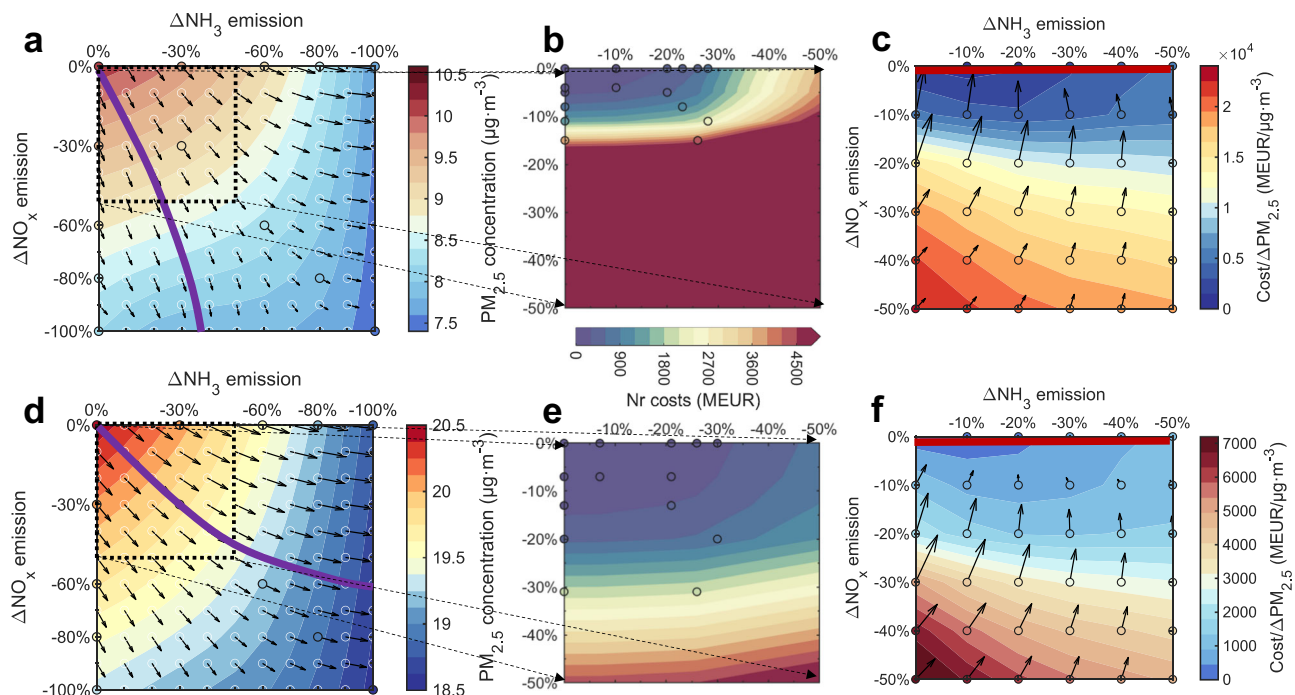 ΔNH3 emission
a
0% -30% -60% -80% -100%
0%
-30%
-60%
-80%
-100%
ΔNOx emission
10.5
10
9.5
9
8.5
8
7.5
PM2.5 concentration (µg·m-3)
b
-10% -20% -30% -50%
0%
-10%
-20%
-30%
-40%
-50%
0 900 1800 2700 3600 4500
Nr costs (MEUR)
ΔNH3 emission
c
-10% -20% -30% -40% -50%
0%
-10%
-20%
-30%
-40%
-50%
ΔNOx emission
×10^4
2
1.5
1
0.5
0
Cost/ΔPM2.5 (MEUR/µg·m-3)
ΔNH3 emission
d
0% -30% -60% -80% -100%
0%
-30%
-60%
-80%
-100%
ΔNOx emission
20.5
20
19.5
19
18.5
PM2.5 concentration (µg·m-3)
e
-10% -20% -30% -50%
0%
-10%
-20%
-30%
-40%
-50%
ΔNH3 emission
f
-10% -20% -30% -40% -50%
0%
-10%
-20%
-30%
-40%
-50%
ΔNOx emission
7000
6000
5000
4000
3000
2000
1000
0
Cost/ΔPM2.5 (MEUR/µg·m-3)